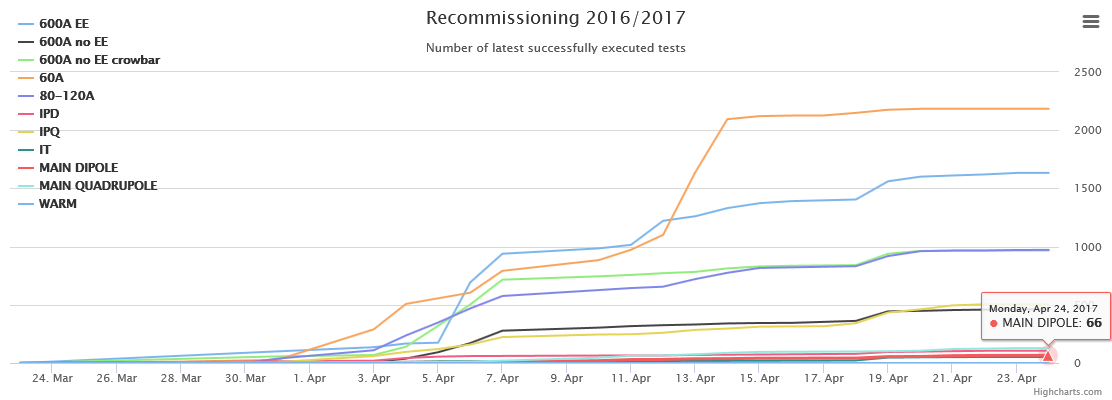 Recommissioning 2016/2017
Number of latest successfully executed tests
600A EE
600A no EE
600A no EE crowbar
60A
80-120A
IPD
IPQ
IT
MAIN DIPOLE
MAIN QUADRUPOLE
WARM
2500
2000
1500
1000
0
Monday, Apr 24, 2017
MAIN DIPOLE: 66
24. Mar 26. Mar 28. Mar 30. Mar 1. Apr 3. Apr 5. Apr 7. Apr 9. Apr 11. Apr 13. Apr 15. Apr 17. Apr 19. Apr 21. Apr 23. Apr
Highcharts.com